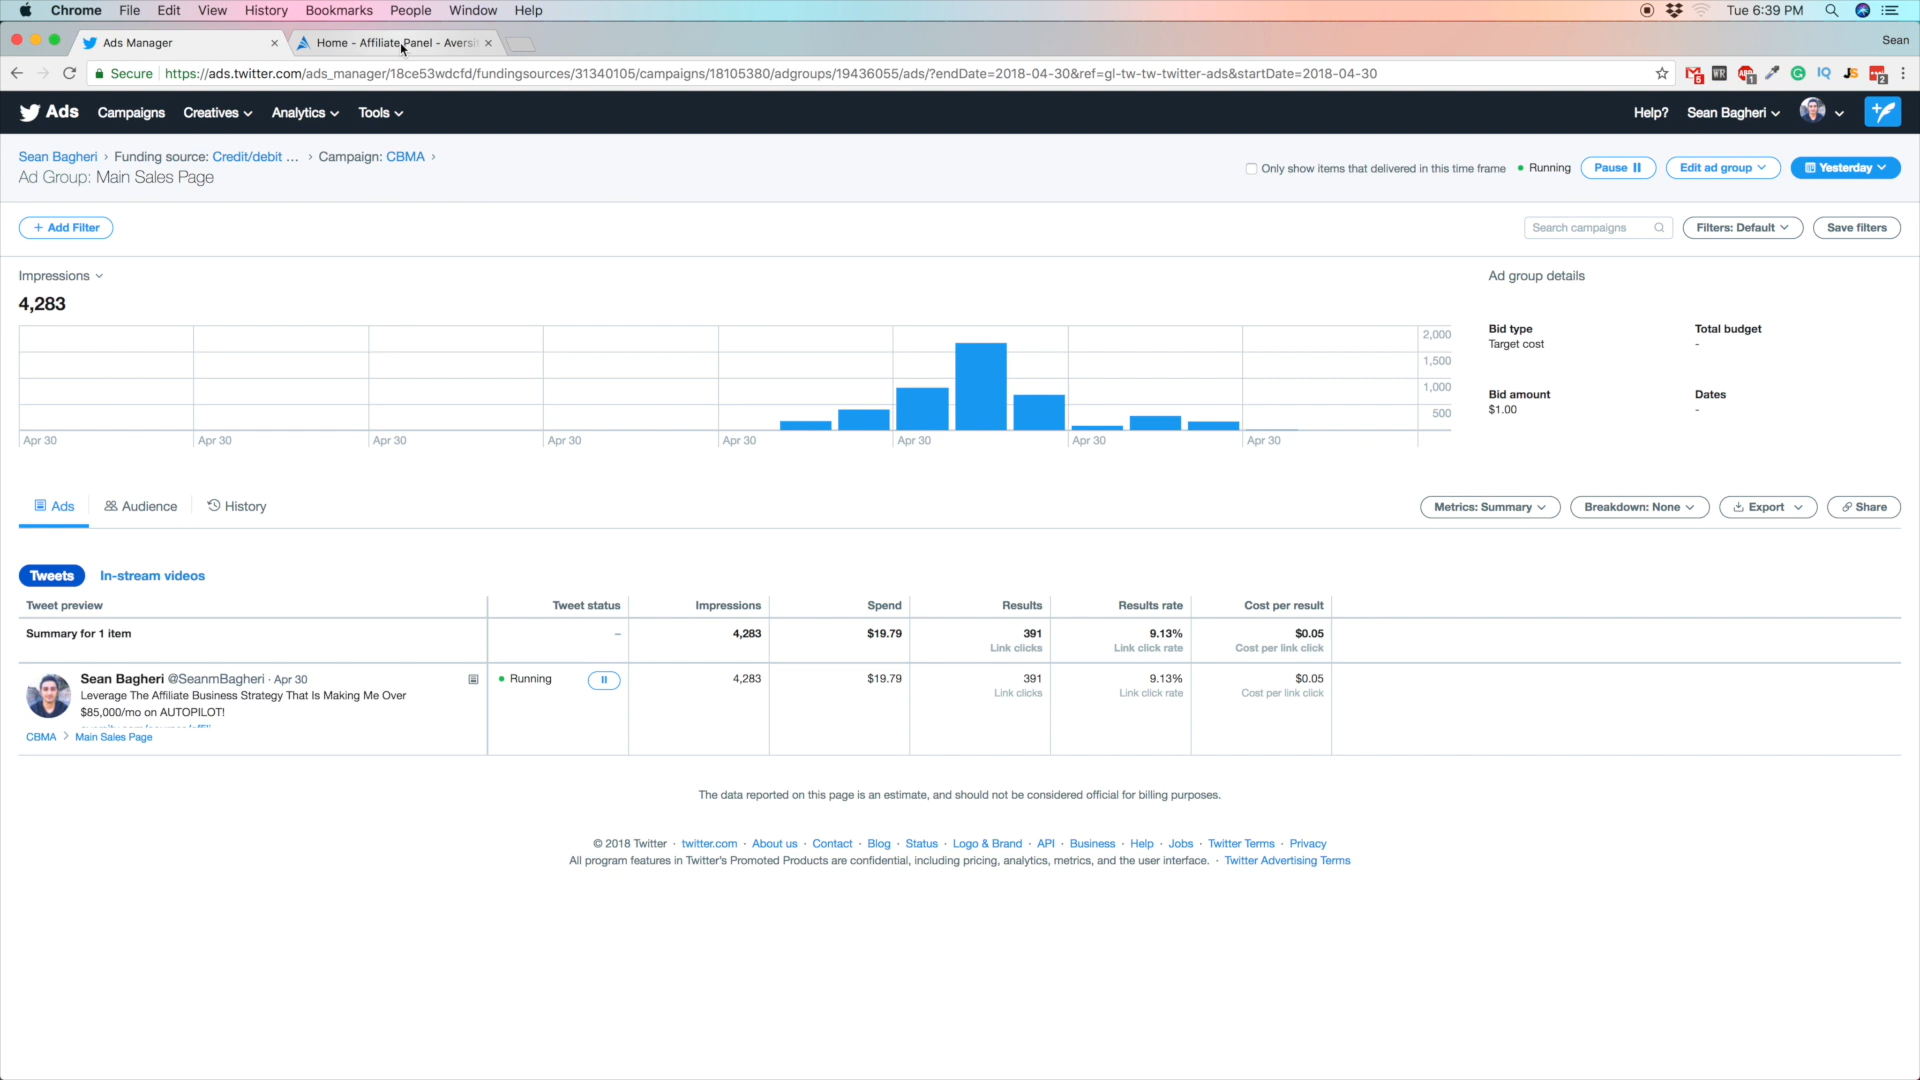 Chrome File Edit View History Bookmarks People Window Help Tue 6:39 PM
Ads Manager Home - Affiliate Panel - Aversi Sean
Secure https://ads.twitter.com/ads_manager/18ce53wdcfd/fundingsources/31340105/campaigns/18105380/adgroups/19436055/ads/?endDate=2018-04-30&ref=gl-tw-tw-twitter-ads&startDate=2018-04-30
Ads Campaigns Creatives Analytics Tools Help? Sean Bagheri
Sean Bagheri › Funding source: Credit/debit ... › Campaign: CBMA ›
Ad Group: Main Sales Page
Only show items that delivered in this time frame Running Pause Edit ad group Yesterday
+ Add Filter Search campaigns Filters: Default Save filters
Impressions
4,283
2,000
1,500
1,000
500
Apr 30 Apr 30 Apr 30 Apr 30 Apr 30 Apr 30 Apr 30 Apr 30
Ad group details
Bid type Total budget
Target cost -
Bid amount Dates
$1.00 -
Ads Audience History Metrics: Summary Breakdown: None Export Share
Tweets In-stream videos
Tweet preview Tweet status Impressions Spend Results Results rate Cost per result
Summary for 1 item – 4,283 $19.79 391 9.13% $0.05
Link clicks Link click rate Cost per link click
Sean Bagheri @SeanmBagheri · Apr 30 Running 4,283 $19.79 391 9.13% $0.05
Link clicks Link click rate Cost per link click
Leverage The Affiliate Business Strategy That Is Making Me Over
$85,000/mo on AUTOPILOT!
CBMA > Main Sales Page
The data reported on this page is an estimate, and should not be considered official for billing purposes.
© 2018 Twitter · twitter.com · About us · Contact · Blog · Status · Logo & Brand · API · Business · Help · Jobs · Twitter Terms · Privacy
All program features in Twitter's Promoted Products are confidential, including pricing, analytics, metrics, and the user interface. · Twitter Advertising Terms